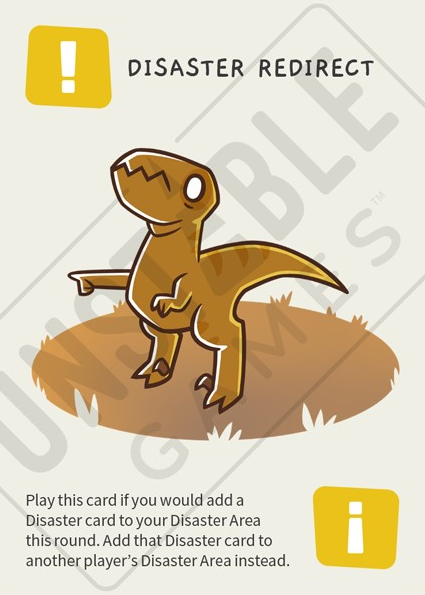 !
DISASTER REDIRECT
UNSTABLE
GAMES™
Play this card if you would add a
Disaster card to your Disaster Area
this round. Add that Disaster card to
another player's Disaster Area instead.
i